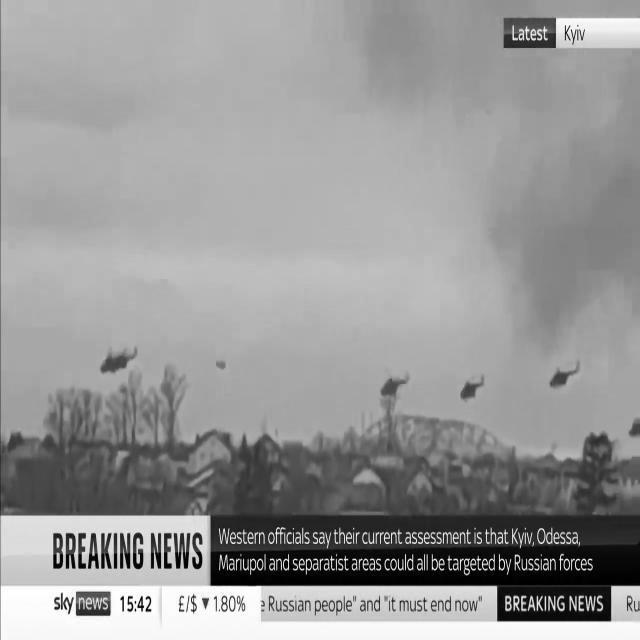 Latest Kyiv
BREAKING NEWS
Western officials say their current assessment is that Kyiv, Odessa,
Mariupol and separatist areas could all be targeted by Russian forces
sky news 15:42 £/$ ▼ 1.80% e Russian people" and "it must end now" BREAKING NEWS Ru